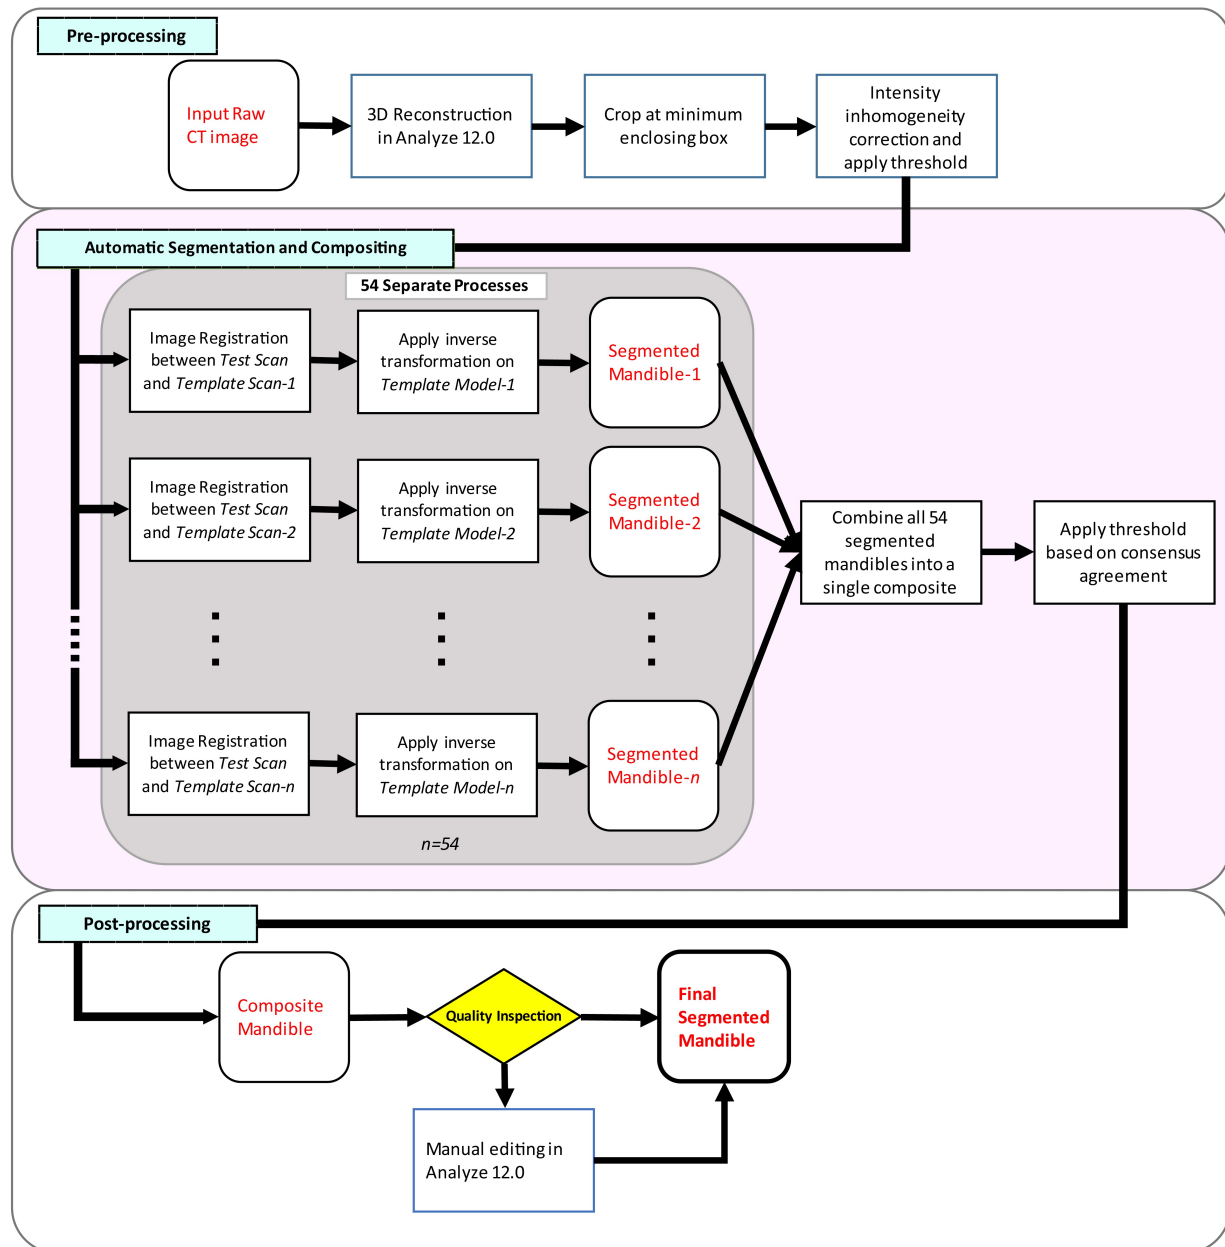 Pre-processing
Input Raw
CT image
3D Reconstruction
in Analyze 12.0
Crop at minimum
enclosing box
Intensity
inhomogeneity
correction and
apply threshold
Automatic Segmentation and Compositing
54 Separate Processes
Image Registration
between Test Scan
and Template Scan-1
Apply inverse
transformation on
Template Model-1
Segmented
Mandible-1
Image Registration
between Test Scan
and Template Scan-2
Apply inverse
transformation on
Template Model-2
Segmented
Mandible-2
Combine all 54
segmented
mandibles into a
single composite
Apply threshold
based on consensus
agreement
Image Registration
between Test Scan
and Template Scan-n
Apply inverse
transformation on
Template Model-n
Segmented
Mandible-n
n=54
Post-processing
Composite
Mandible
Quality Inspection
Final
Segmented
Mandible
Manual editing in
Analyze 12.0